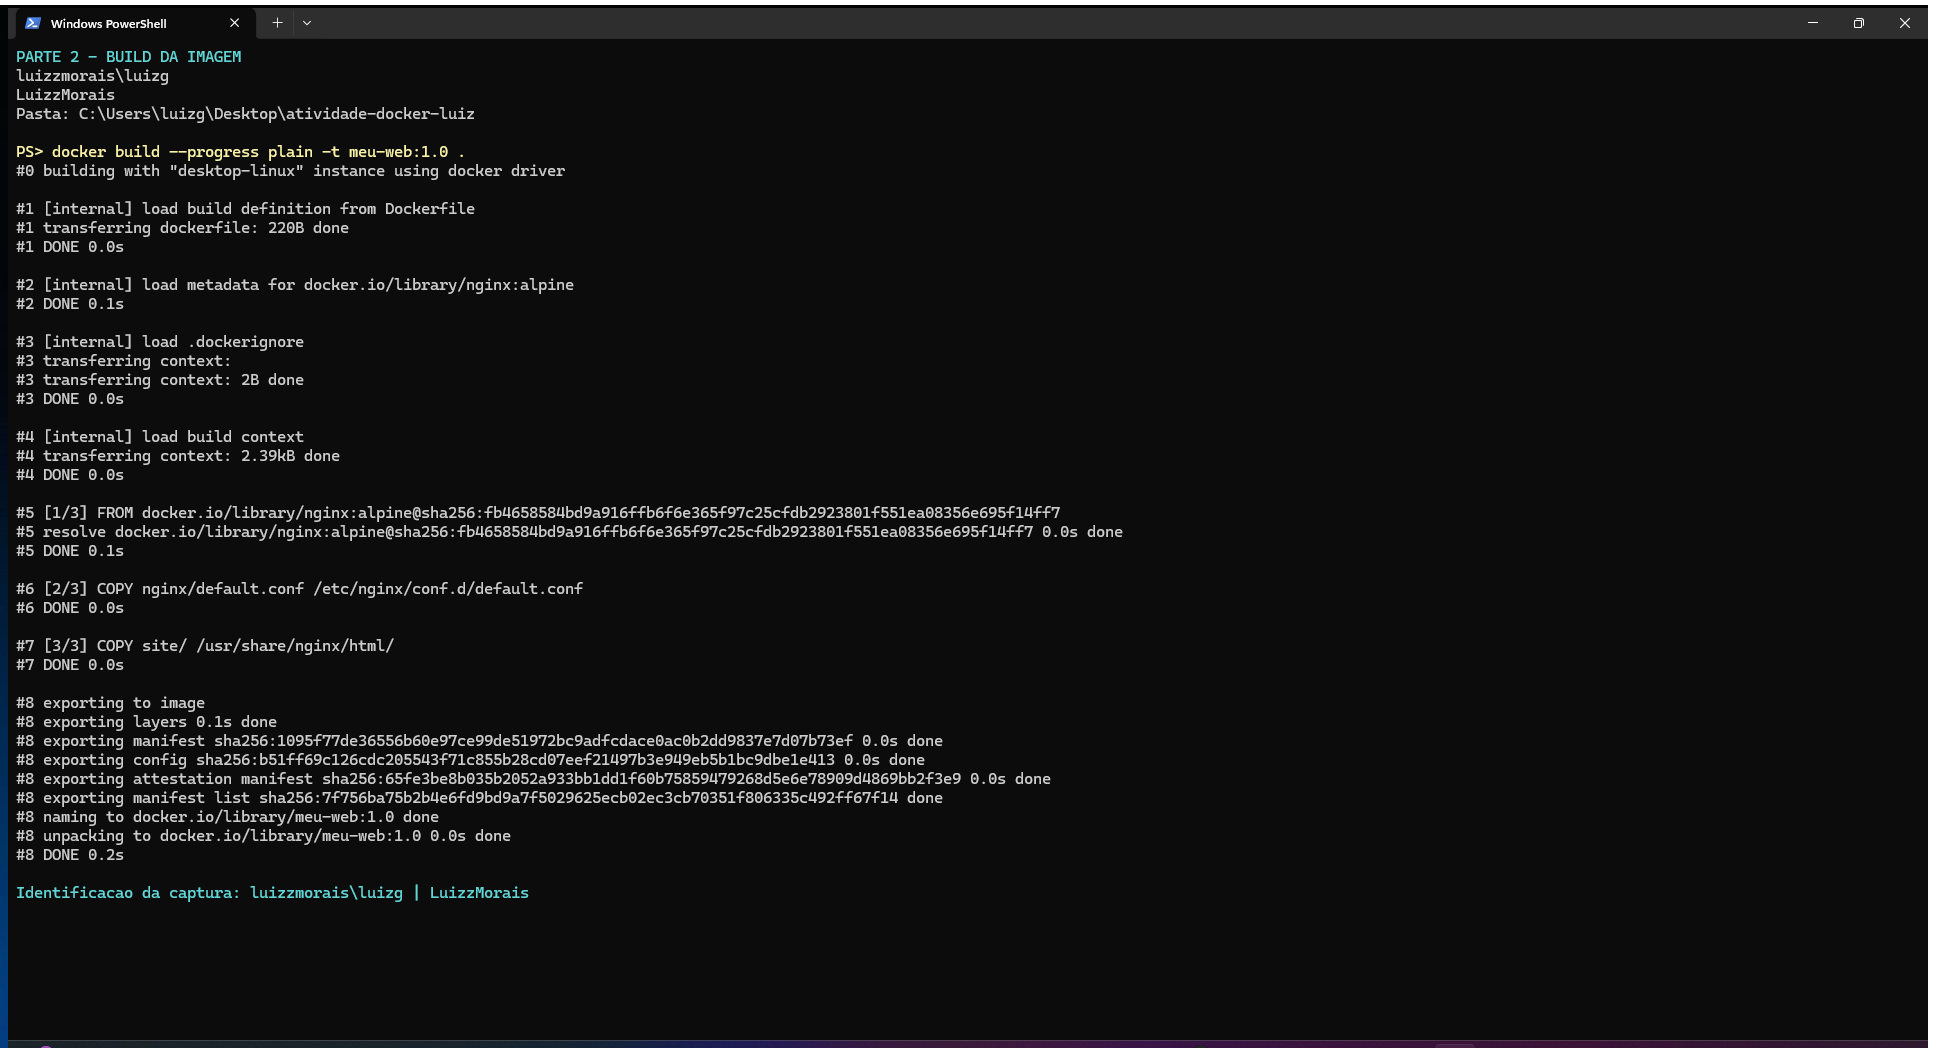 Windows PowerShell
PARTE 2 - BUILD DA IMAGEM
luizzmorais\luizg
LuizzMorais
Pasta: C:\Users\luizg\Desktop\atividade-docker-luiz
PS> docker build --progress plain -t meu-web:1.0 .
#0 building with "desktop-linux" instance using docker driver
#1 [internal] load build definition from Dockerfile
#1 transferring dockerfile: 220B done
#1 DONE 0.0s
#2 [internal] load metadata for docker.io/library/nginx:alpine
#2 DONE 0.1s
#3 [internal] load .dockerignore
#3 transferring context:
#3 transferring context: 2B done
#3 DONE 0.0s
#4 [internal] load build context
#4 transferring context: 2.39kB done
#4 DONE 0.0s
#5 [1/3] FROM docker.io/library/nginx:alpine@sha256:fb4658584bd9a916ffb6f6e365f97c25cfdb2923801f551ea08356e695f14ff7
#5 resolve docker.io/library/nginx:alpine@sha256:fb4658584bd9a916ffb6f6e365f97c25cfdb2923801f551ea08356e695f14ff7 0.0s done
#5 DONE 0.1s
#6 [2/3] COPY nginx/default.conf /etc/nginx/conf.d/default.conf
#6 DONE 0.0s
#7 [3/3] COPY site/ /usr/share/nginx/html/
#7 DONE 0.0s
#8 exporting to image
#8 exporting layers 0.1s done
#8 exporting manifest sha256:1095f77de36556b60e97ce99de51972bc9adfcdace0ac0b2dd9837e7d07b73ef 0.0s done
#8 exporting config sha256:b51ff69c126cdc205543f71c855b28cd07eef21497b3e949eb5b1bc9dbe1e413 0.0s done
#8 exporting attestation manifest sha256:65fe3be8b035b2052a933bb1dd1f60b75859479268d5e6e78909d4869bb2f3e9 0.0s done
#8 exporting manifest list sha256:7f756ba75b2b4e6fd9bd9a7f5029625ecb02ec3cb70351f806335c492ff67f14 done
#8 naming to docker.io/library/meu-web:1.0 done
#8 unpacking to docker.io/library/meu-web:1.0 0.0s done
#8 DONE 0.2s
Identificacao da captura: luizzmorais\luizg | LuizzMorais